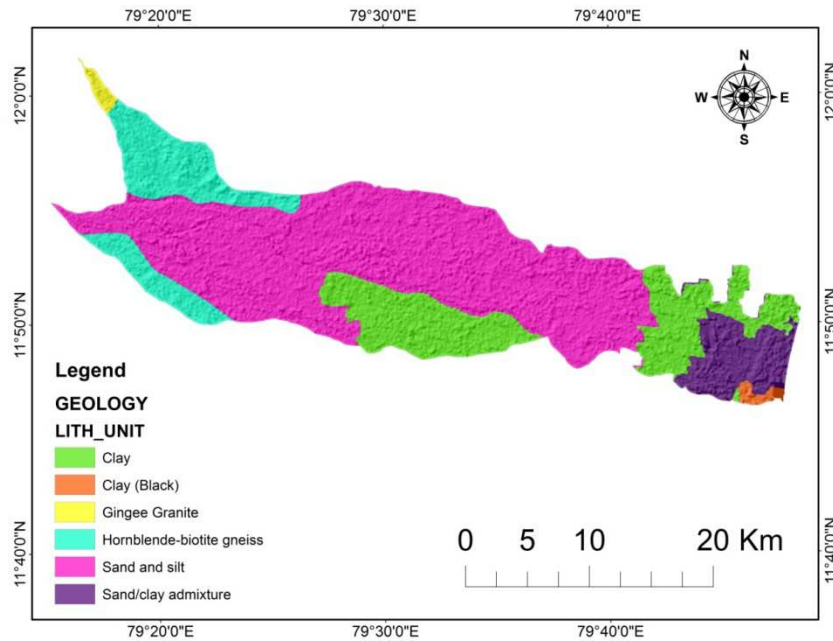 79°20'0"E 79°30'0"E 79°40'0"E
N
W E
S
12°0'0"N 12°0'0"N
11°50'0"N 11°50'0"N
Legend
GEOLOGY
LITH_UNIT
Clay
Clay (Black)
Gingee Granite
Hornblende-biotite gneiss
Sand and silt
Sand/clay admixture
0 5 10 20 Km
11°40'0"N 11°40'0"N
79°20'0"E 79°30'0"E 79°40'0"E